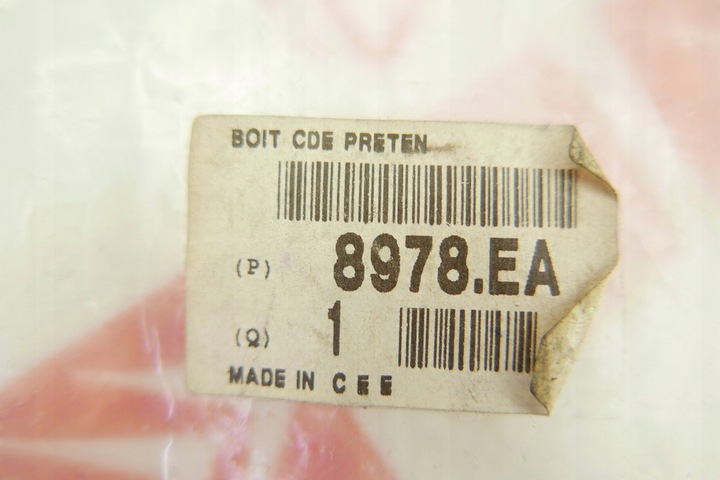 BOIT CDE PRETEN
(P) 8978.EA
(Q) 1
MADE IN CEE